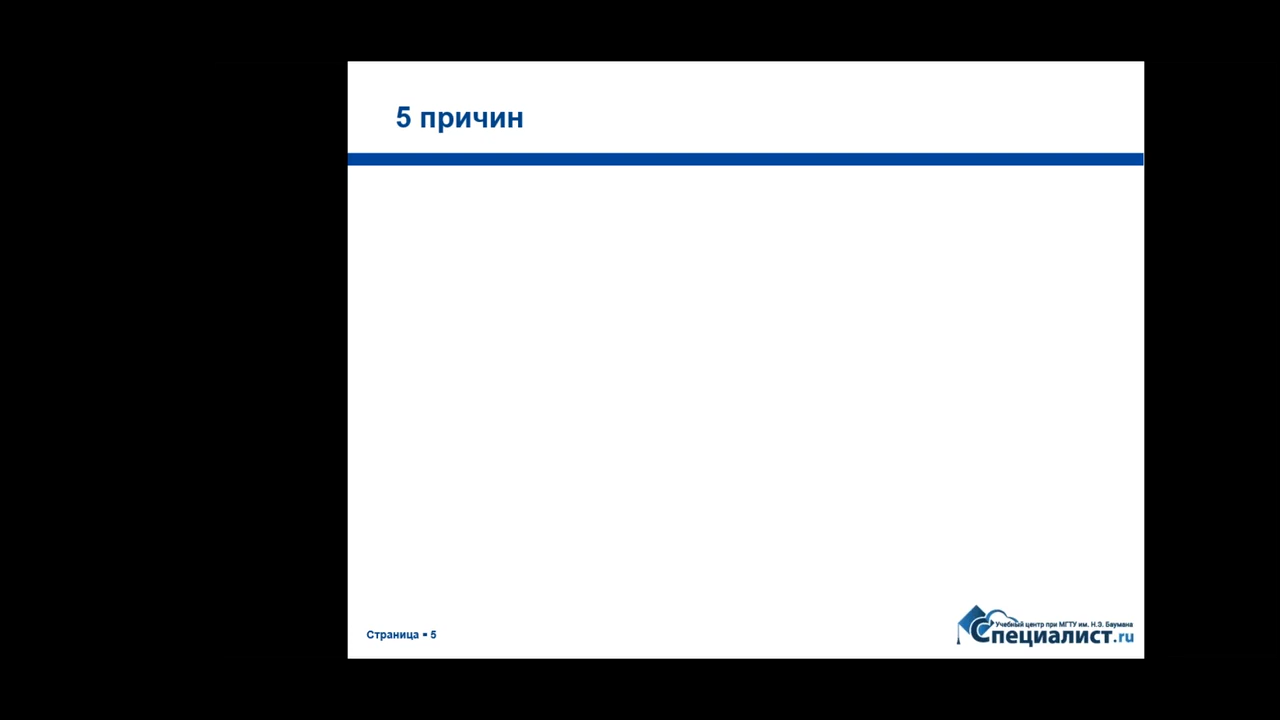 5 причин
Страница ▪ 5
Учебный центр при МГТУ им. Н.Э. Баумана
Специалист.ru